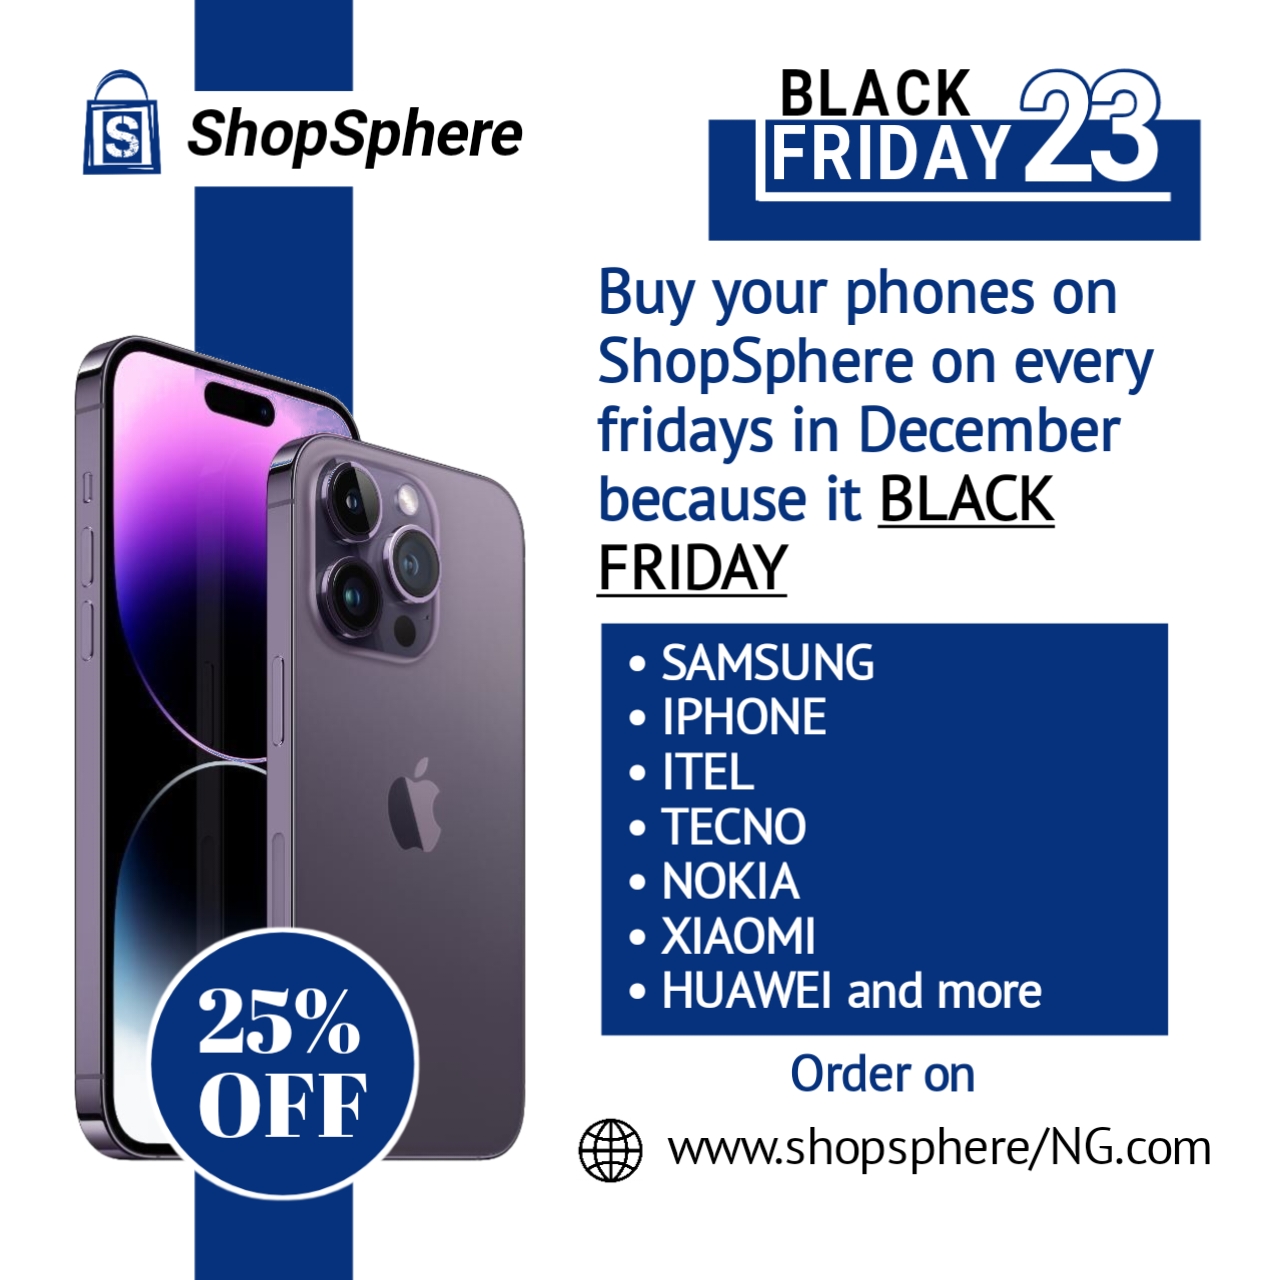 S
ShopSphere
BLACK
FRIDAY 23
Buy your phones on
ShopSphere on every
fridays in December
because it BLACK
FRIDAY
• SAMSUNG
• IPHONE
• ITEL
• TECNO
• NOKIA
• XIAOMI
• HUAWEI and more
25%
OFF
Order on
www.shopsphere/NG.com